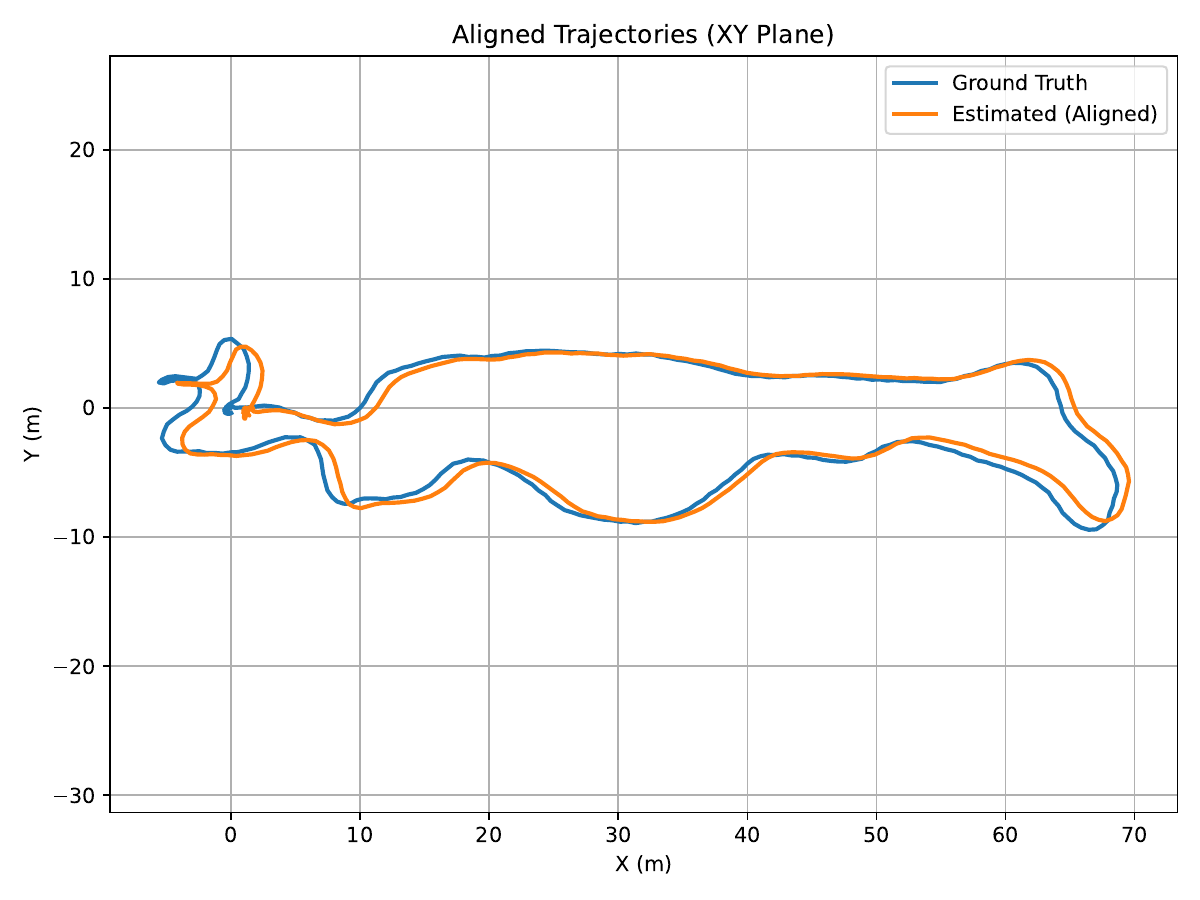 Aligned Trajectories (XY Plane)
Ground Truth
Estimated (Aligned)
20
10
0
−10
−20
−30
Y (m)
0 10 20 30 40 50 60 70
X (m)